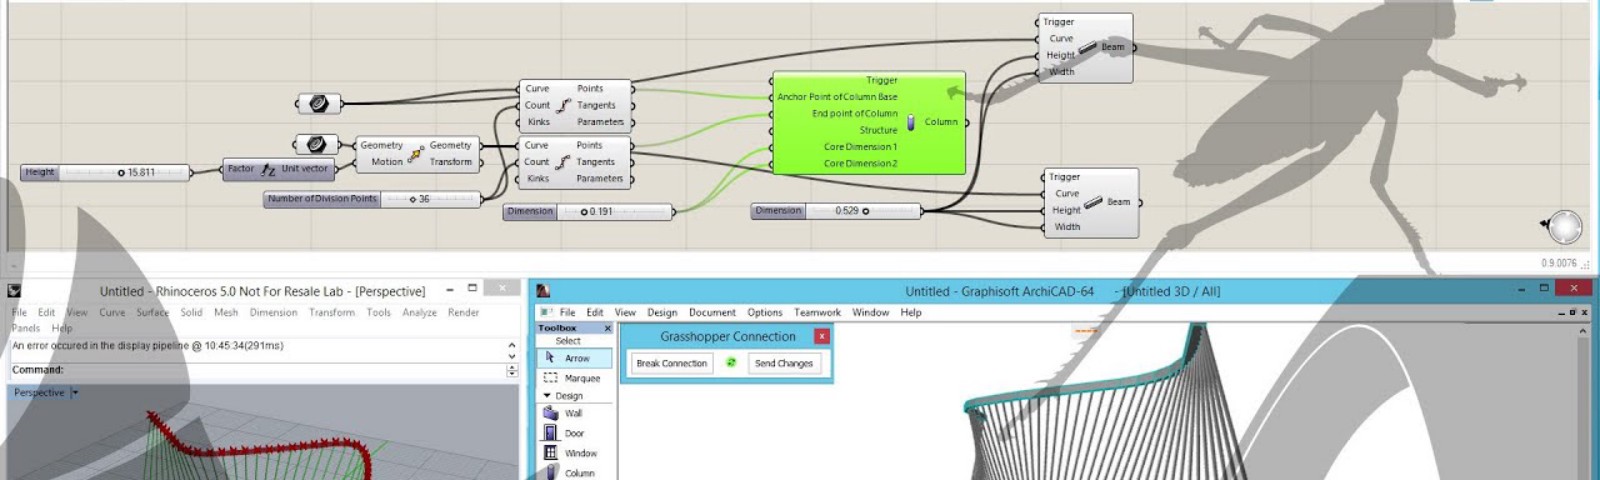 Trigger
Curve
Height
Width
Beam
Curve
Count
Kinks
Points
Tangents
Parameters
Trigger
Anchor Point of Column Base
End point of Column
Structure
Core Dimension 1
Core Dimension 2
Column
Geometry
Motion
Geometry
Transform
Curve
Count
Kinks
Points
Tangents
Parameters
Height 15.811
Factor Unit vector
Number of Division Points 36
Dimension 0.191
Dimension 0.529
Trigger
Curve
Height
Width
Beam
0.9.0076
Untitled - Rhinoceros 5.0 Not For Resale Lab - [Perspective]
File Edit View Curve Surface Solid Mesh Dimension Transform Tools Analyze Render
Panels Help
An error occured in the display pipeline @ 10:45:34(291ms)
Command:
Perspective
Untitled - Graphisoft ArchiCAD-64 - [Untitled 3D / All]
File Edit View Design Document Options Teamwork Window Help
Toolbox
Select
Arrow
Marquee
Design
Wall
Door
Window
Column
Grasshopper Connection
Break Connection Send Changes